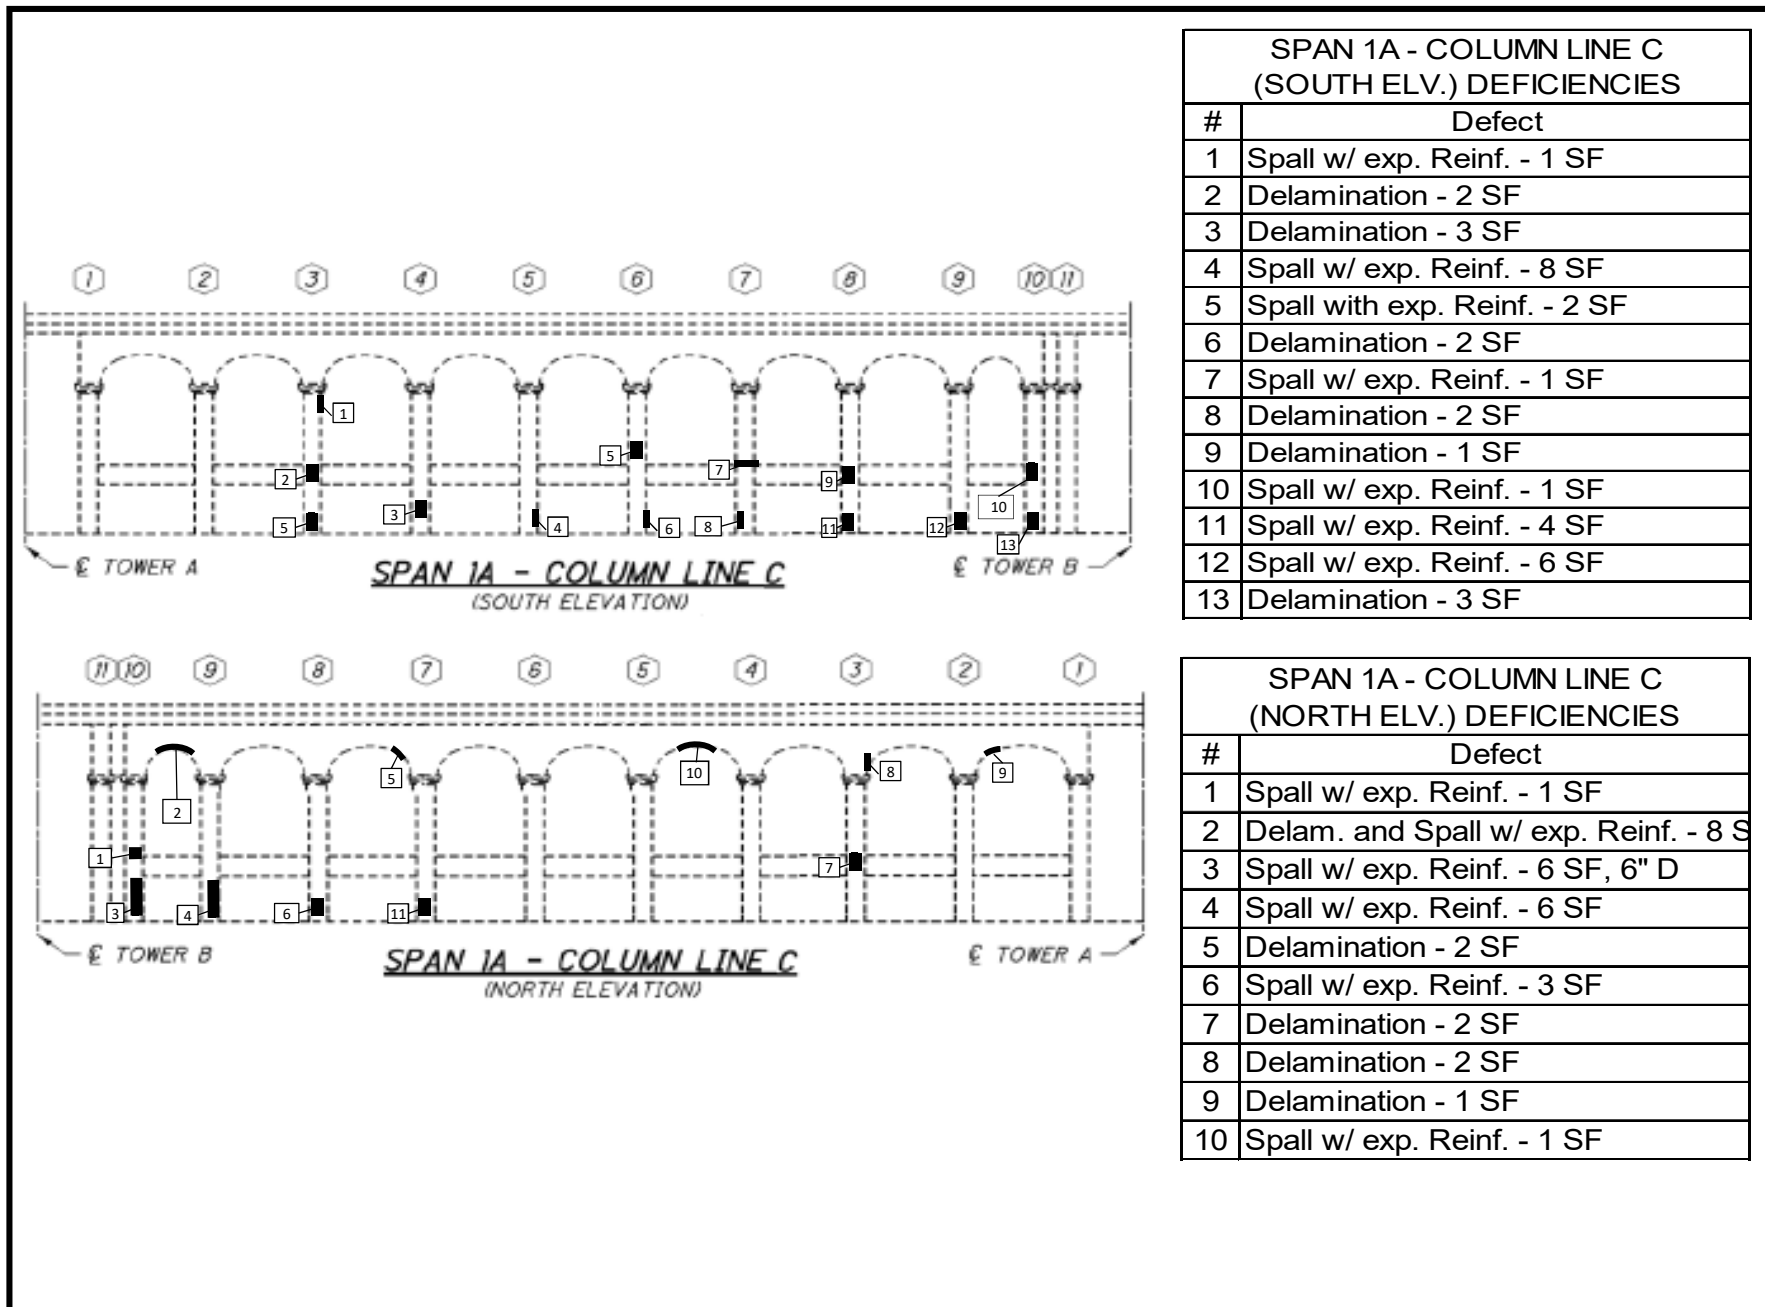 SPAN 1A - COLUMN LINE C
(SOUTH ELV.) DEFICIENCIES
# Defect
1 Spall w/ exp. Reinf. - 1 SF
2 Delamination - 2 SF
3 Delamination - 3 SF
4 Spall w/ exp. Reinf. - 8 SF
5 Spall with exp. Reinf. - 2 SF
6 Delamination - 2 SF
7 Spall w/ exp. Reinf. - 1 SF
8 Delamination - 2 SF
9 Delamination - 1 SF
10 Spall w/ exp. Reinf. - 1 SF
11 Spall w/ exp. Reinf. - 4 SF
12 Spall w/ exp. Reinf. - 6 SF
13 Delamination - 3 SF
1 2 3 4 5 6 7 8 9 10 11
1
5
7
2
9
10
3
4
5
6
8
11
12
13
℄ TOWER A
SPAN 1A - COLUMN LINE C
(SOUTH ELEVATION)
℄ TOWER B
11 10 9 8 7 6 5 4 3 2 1
5
10
8
9
2
1
7
3
4
6
11
℄ TOWER B
SPAN 1A - COLUMN LINE C
(NORTH ELEVATION)
℄ TOWER A
SPAN 1A - COLUMN LINE C
(NORTH ELV.) DEFICIENCIES
# Defect
1 Spall w/ exp. Reinf. - 1 SF
2 Delam. and Spall w/ exp. Reinf. - 8 S
3 Spall w/ exp. Reinf. - 6 SF, 6" D
4 Spall w/ exp. Reinf. - 6 SF
5 Delamination - 2 SF
6 Spall w/ exp. Reinf. - 3 SF
7 Delamination - 2 SF
8 Delamination - 2 SF
9 Delamination - 1 SF
10 Spall w/ exp. Reinf. - 1 SF